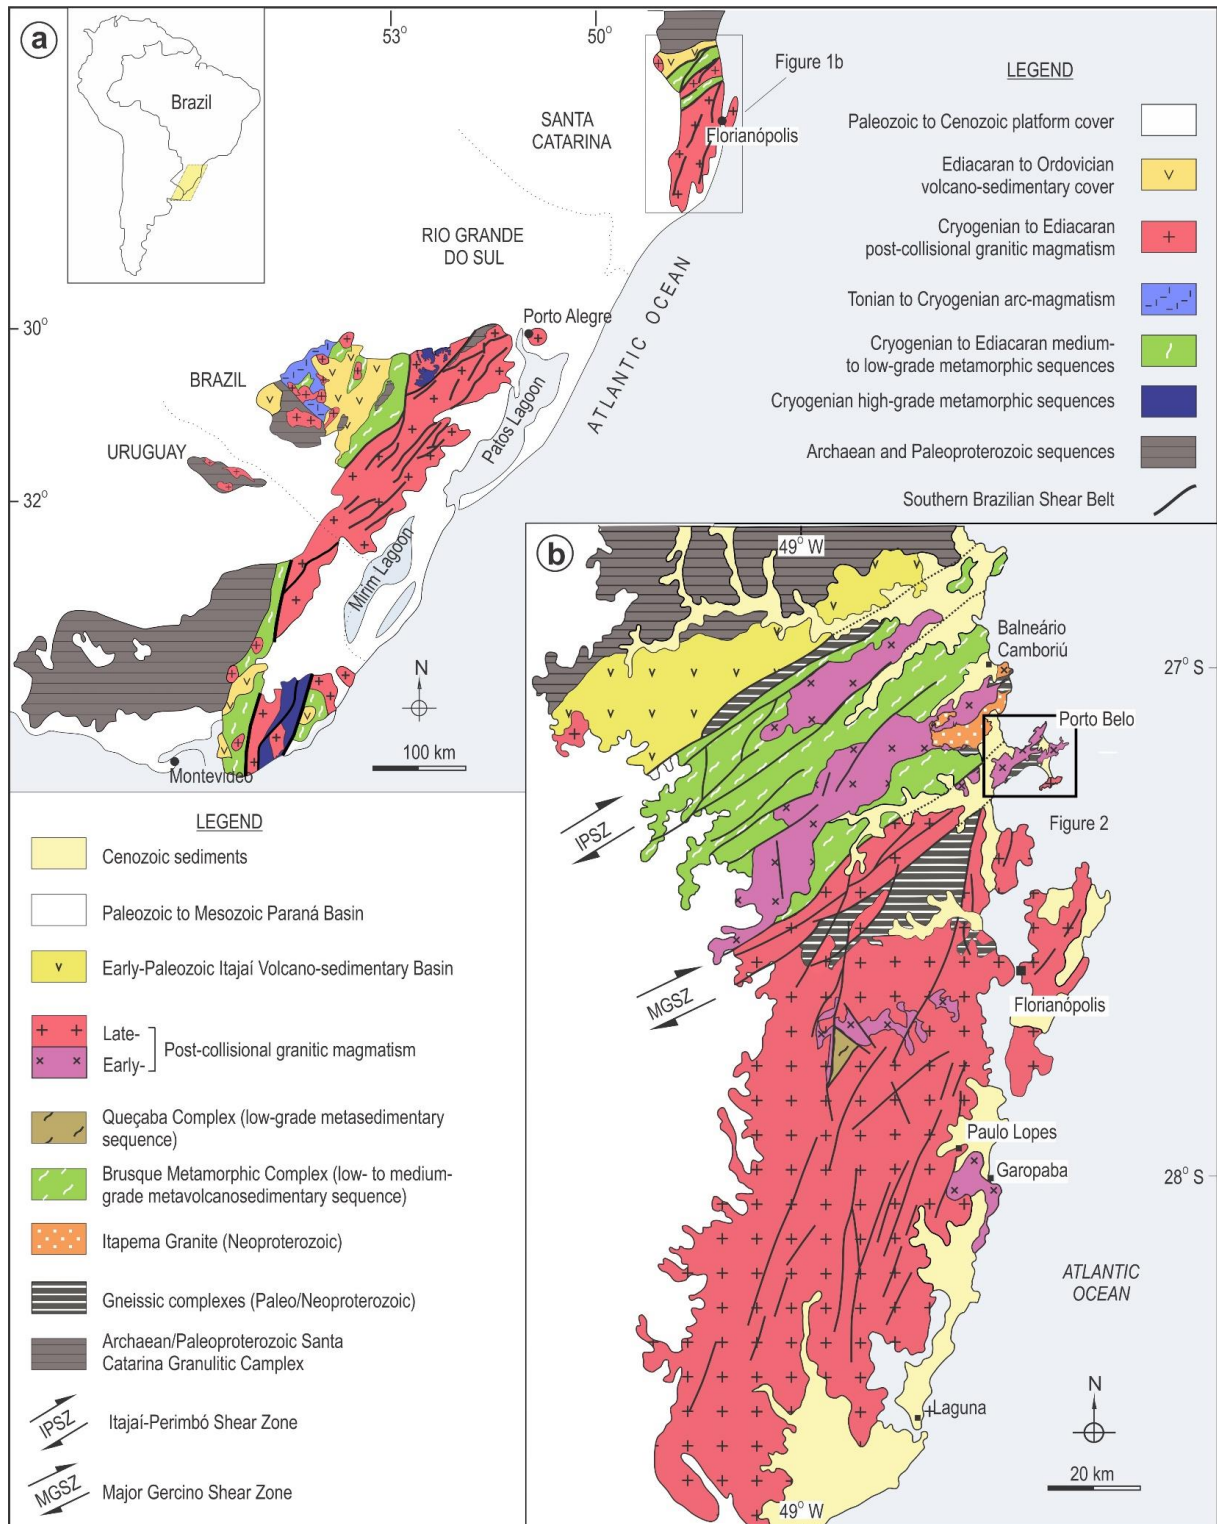 a
Brazil
53°
50°
Figure 1b
SANTA
CATARINA
Florianópolis
RIO GRANDE
DO SUL
ATLANTIC OCEAN
30°
Porto Alegre
BRAZIL
Patos Lagoon
URUGUAY
32°
Mirim Lagoon
N
100 km
Montevideo
LEGEND
Paleozoic to Cenozoic platform cover
Ediacaran to Ordovician
volcano-sedimentary cover
Cryogenian to Ediacaran
post-collisional granitic magmatism
Tonian to Cryogenian arc-magmatism
Cryogenian to Ediacaran medium-
to low-grade metamorphic sequences
Cryogenian high-grade metamorphic sequences
Archaean and Paleoproterozoic sequences
Southern Brazilian Shear Belt
LEGEND
Cenozoic sediments
Paleozoic to Mesozoic Paraná Basin
Early-Paleozoic Itajaí Volcano-sedimentary Basin
Late-
Early-
Post-collisional granitic magmatism
Queçaba Complex (low-grade metasedimentary
sequence)
Brusque Metamorphic Complex (low- to medium-
grade metavolcanosedimentary sequence)
Itapema Granite (Neoproterozoic)
Gneissic complexes (Paleo/Neoproterozoic)
Archaean/Paleoproterozoic Santa
Catarina Granulitic Camplex
IPSZ
Itajaí-Perimbó Shear Zone
MGSZ
Major Gercino Shear Zone
b
49° W
Balneário
Camboriú
27° S
Porto Belo
Figure 2
IPSZ
MGSZ
Florianópolis
Paulo Lopes
Garopaba
28° S
ATLANTIC
OCEAN
Laguna
N
20 km
49° W